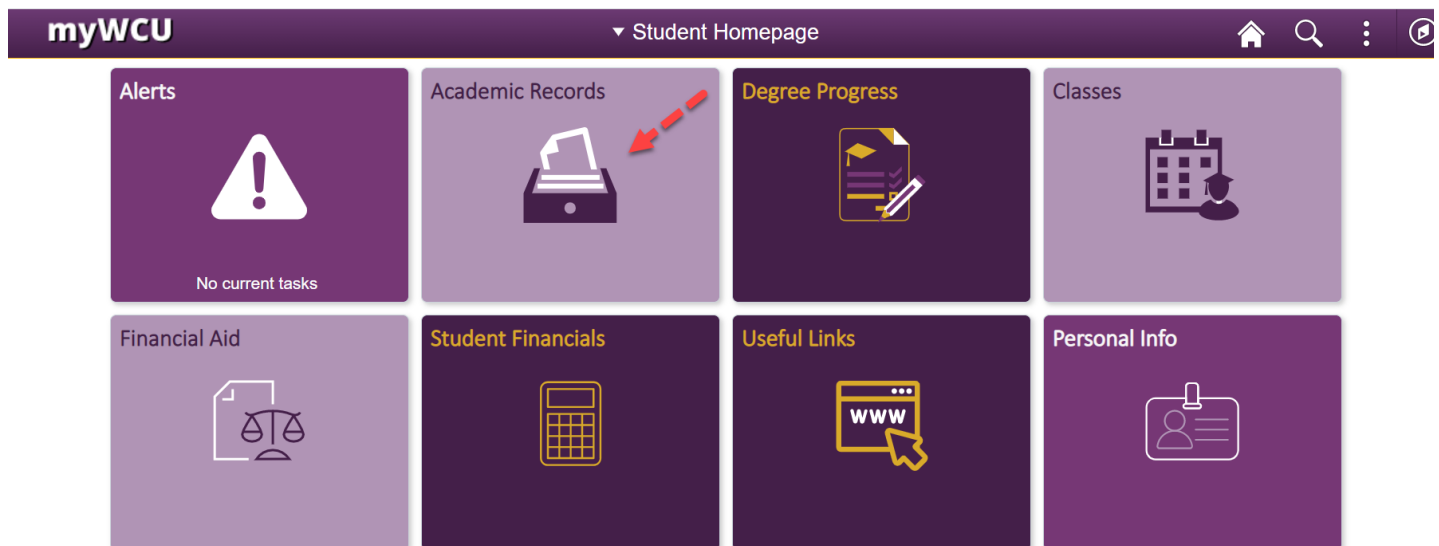 myWCU
Student Homepage
Alerts
Academic Records
Degree Progress
Classes
No current tasks
Financial Aid
Student Financials
Useful Links
Personal Info
WWW